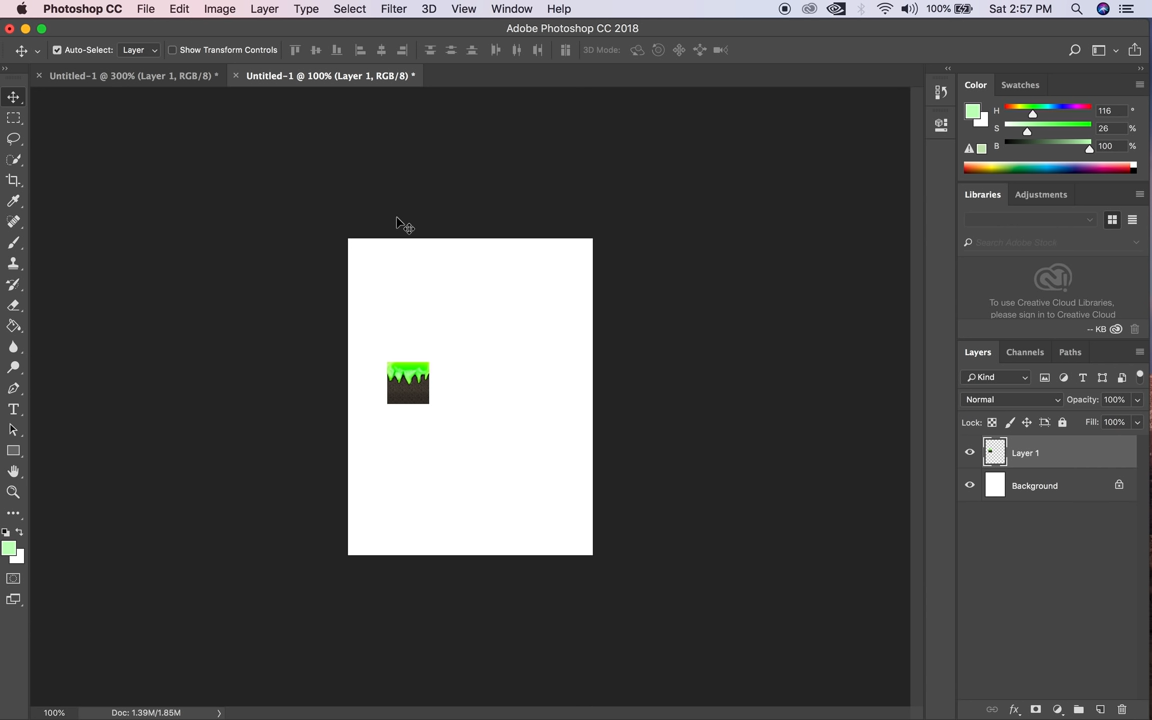 Photoshop CC File Edit Image Layer Type Select Filter 3D View Window Help 100% Sat 2:57 PM
Adobe Photoshop CC 2018
Auto-Select: Layer Show Transform Controls 3D Mode:
Untitled-1 @ 300% (Layer 1, RGB/8) * Untitled-1 @ 100% (Layer 1, RGB/8) *
Color Swatches
H 116 °
S 26 %
B 100 %
Libraries Adjustments
Search Adobe Stock
To use Creative Cloud Libraries,
please sign in to Creative Cloud
-- KB
Layers Channels Paths
Kind
Normal Opacity: 100%
Lock: Fill: 100%
Layer 1
Background
100% Doc: 1.39M/1.85M